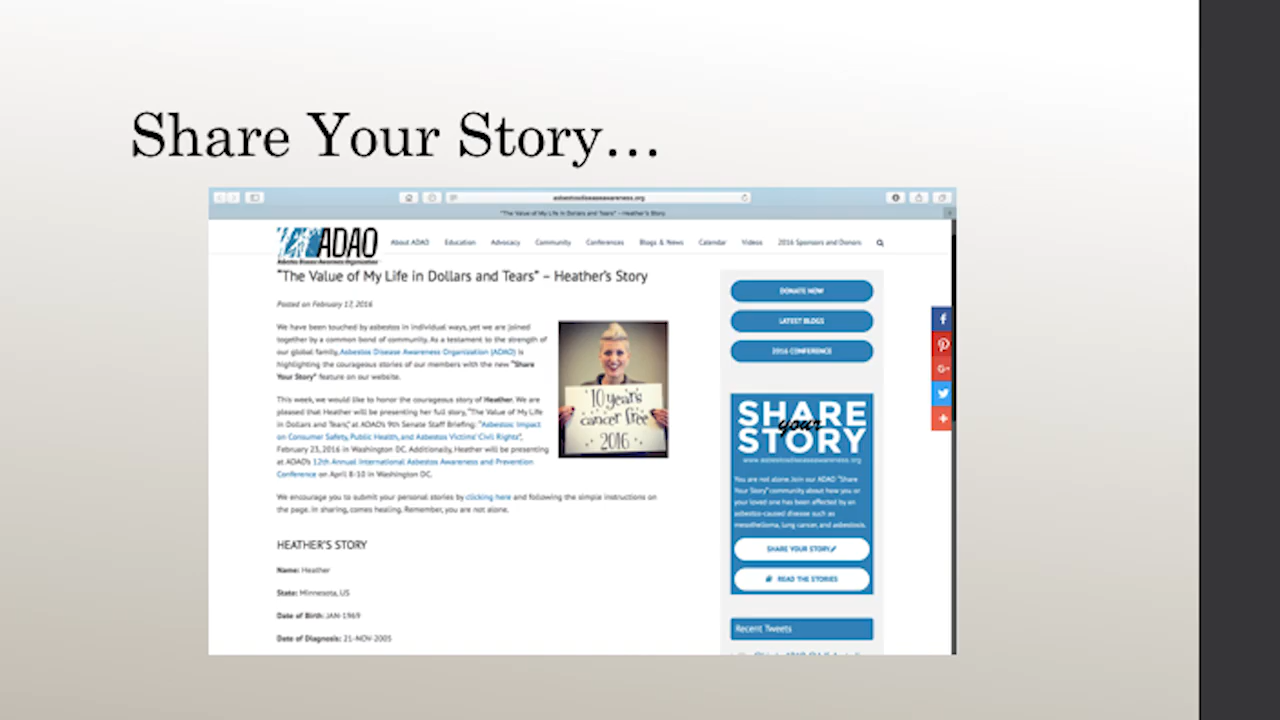 Share Your Story...
asbestosdiseaseawareness.org
"The Value of My Life in Dollars and Tears" – Heather's Story
ADAO
Asbestos Disease Awareness Organization
About ADAO Education Advocacy Community Conferences Blogs & News Calendar Videos 2016 Sponsors and Donors
"The Value of My Life in Dollars and Tears" – Heather's Story
Posted on February 17, 2016
We have been touched by asbestos in individual ways, yet we are joined
together by a common bond of community. As a testament to the strength of
our global family, Asbestos Disease Awareness Organization (ADAO) is
highlighting the courageous stories of our members with the new "Share
Your Story" feature on our website.
This week, we would like to honor the courageous story of Heather. We are
pleased that Heather will be presenting her full story, "The Value of My Life
in Dollars and Tears," at ADAO's 9th Senate Staff Briefing: "Asbestos: Impact
on Consumer Safety, Public Health, and Asbestos Victims' Civil Rights",
February 23, 2016 in Washington DC. Additionally, Heather will be presenting
at ADAO's 12th Annual International Asbestos Awareness and Prevention
Conference on April 8-10 in Washington DC.
We encourage you to submit your personal stories by clicking here and following the simple instructions on
the page. In sharing, comes healing. Remember, you are not alone.
HEATHER'S STORY
Name: Heather
State: Minnesota, US
Date of Birth: JAN-1969
Date of Diagnosis: 21-NOV-2005
10 years
cancer free
2016
DONATE NOW
LATEST BLOGS
2016 CONFERENCE
SHARE
your
STORY
www.asbestosdiseaseawareness.org
You are not alone. Join our ADAO "Share
Your Story" community about how you or
your loved one has been affected by an
asbestos-caused disease such as
mesothelioma, lung cancer, and asbestosis.
SHARE YOUR STORY
READ THE STORIES
Recent Tweets